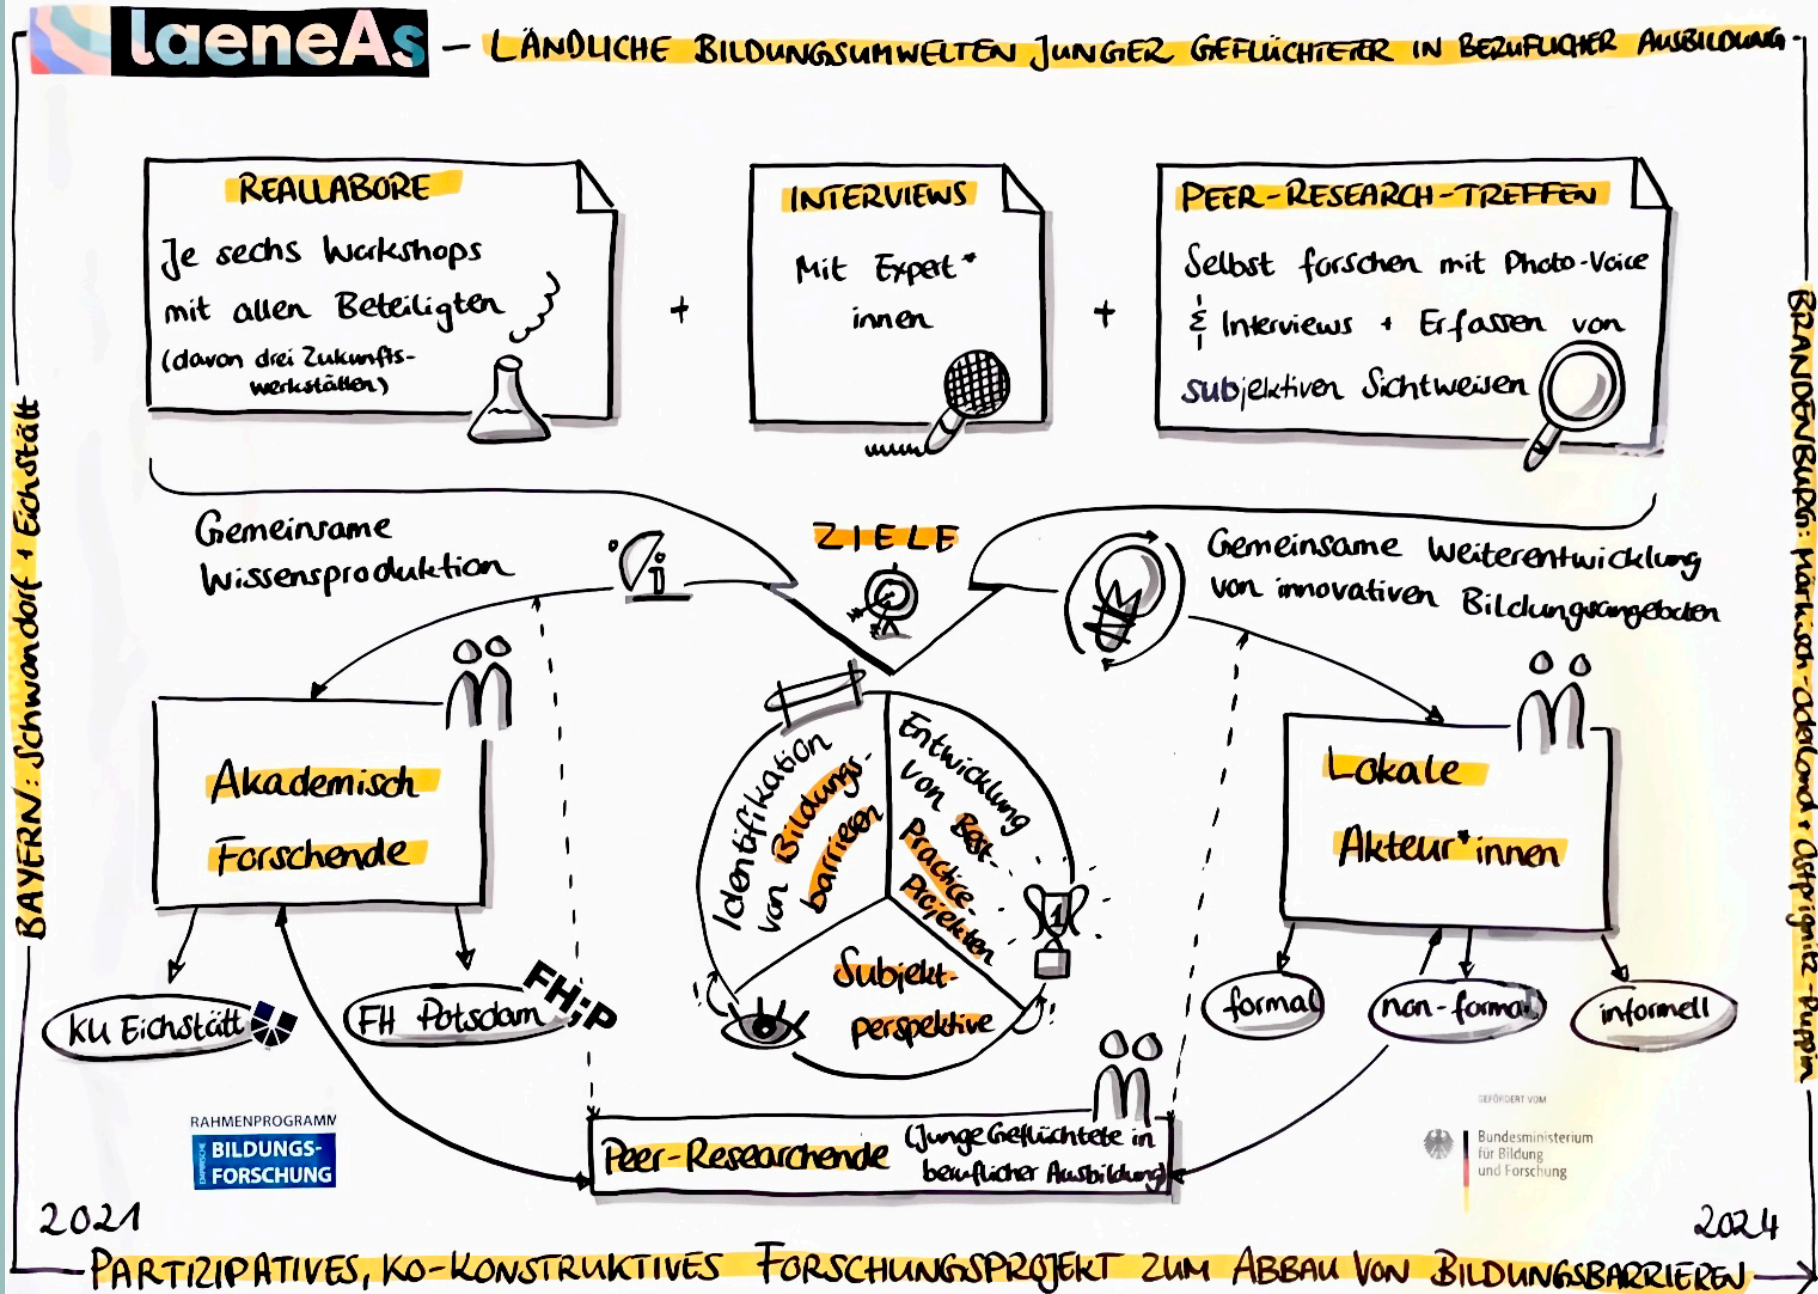 laeneAs – LÄNDLICHE BILDUNGSUMWELTEN JUNGER GEFLÜCHTETER IN BERUFLICHER AUSBILDUNG -
REALLABORE
Je sechs Workshops
mit allen Beteiligten
(davon drei Zukunfts-
werkstätten)
+
INTERVIEWS
Mit Expert*
innen
+
PEER-RESEARCH-TREFFEN
Selbst forschen mit Photo-Voice
& Interviews + Erfassen von
subjektiven Sichtweisen
BAYERN: Schwandorf + Eichstätt
BRANDENBURG: Märkisch-Oderland + Ostprignitz-Ruppin
Gemeinsame
Wissensproduktion
i
ZIELE
Gemeinsame Weiterentwicklung
von innovativen Bildungsangeboten
Akademisch
Forschende
KU Eichstätt
FH Potsdam
FH;P
Identifikation
von Bildungs-
barrieren
Entwicklung
von Best-
Practice-
Projekten
1
Subjekt-
perspektive
!
!
Lokale
Akteur*innen
formal
non-formal
informell
Peer-Researchende (Junge Geflüchtete in
beruflicher Ausbildung)
RAHMENPROGRAMM
EMPIRISCHE
BILDUNGS-
FORSCHUNG
GEFÖRDERT VOM
Bundesministerium
für Bildung
und Forschung
2021
2024
PARTIZIPATIVES, KO-KONSTRUKTIVES FORSCHUNGSPROJEKT ZUM ABBAU VON BILDUNGSBARRIEREN